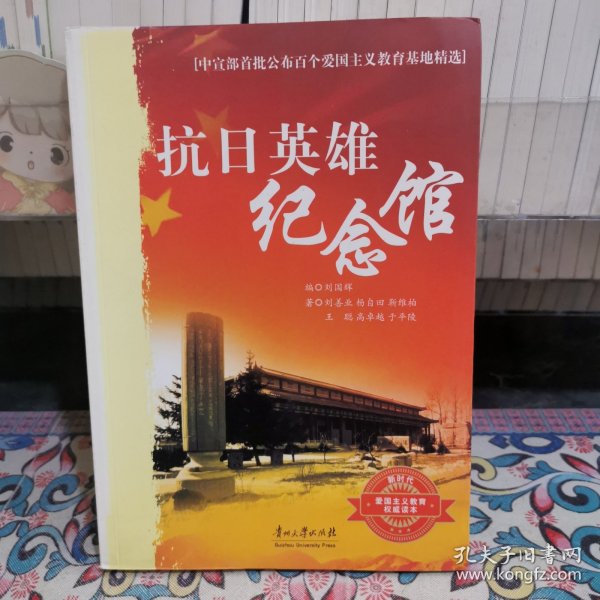 [中宣部首批公布百个爱国主义教育基地精选]
抗日英雄
纪念馆
编◎刘国辉
著◎刘善业 杨自田 靳维柏
王 聪 高卓越 于平陵
新时代
爱国主义教育
权威读本
贵州大学出版社
Guizhou University Press
孔夫子旧书网
www.kongfz.com